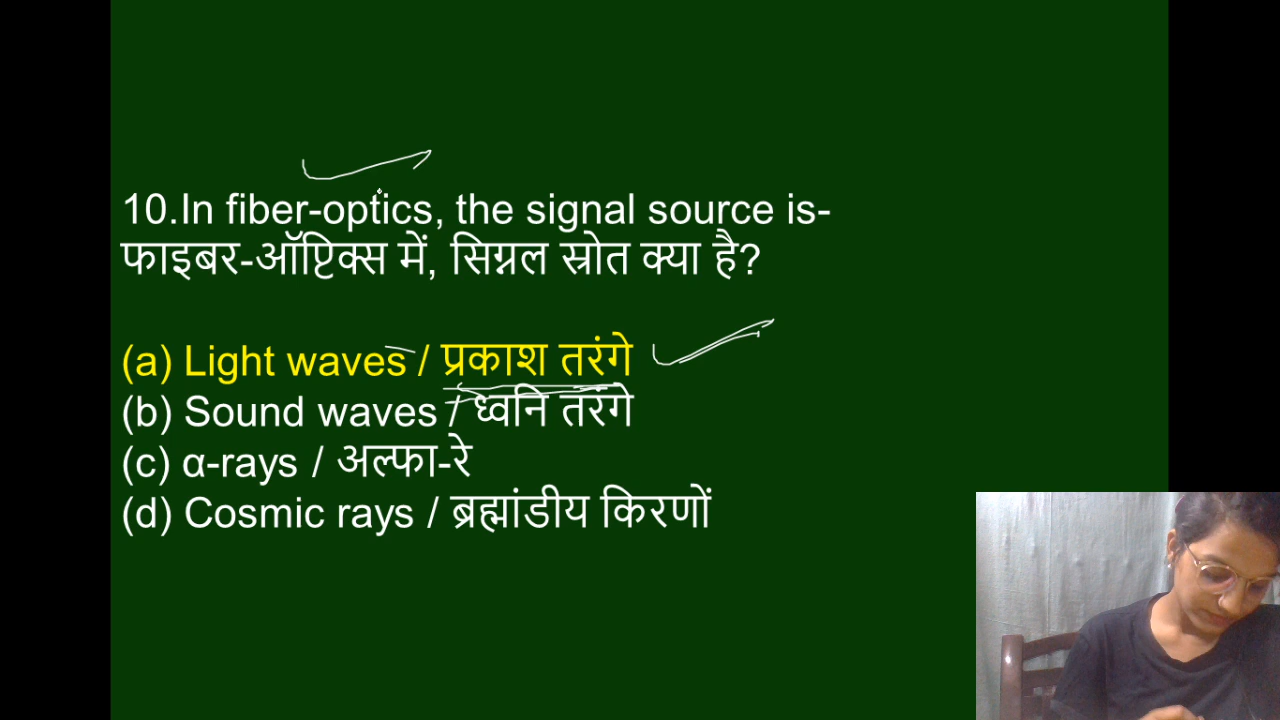 10.In fiber-optics, the signal source is-
फाइबर-ऑप्टिक्स में, सिग्नल स्रोत क्या है?
(a) Light waves / प्रकाश तरंगे
(b) Sound waves / ध्वनि तरंगे
(c) α-rays / अल्फा-रे
(d) Cosmic rays / ब्रह्मांडीय किरणों